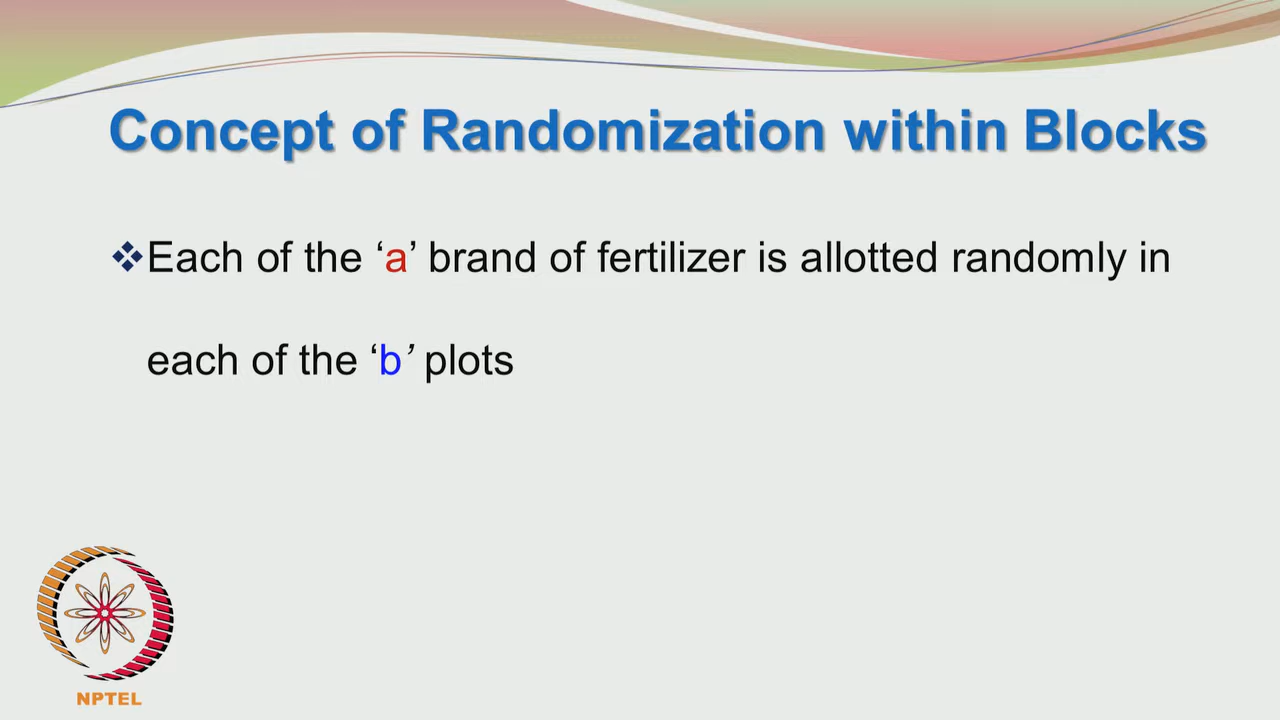 Concept of Randomization within Blocks
❖Each of the ‘a’ brand of fertilizer is allotted randomly in
each of the ‘b’ plots
NPTEL